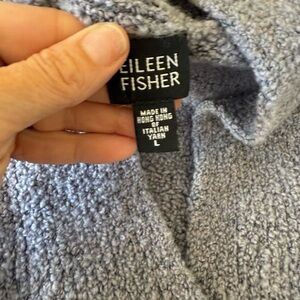 EILEEN
FISHER
MADE IN
HONG KONG
OF
ITALIAN
YARN
L